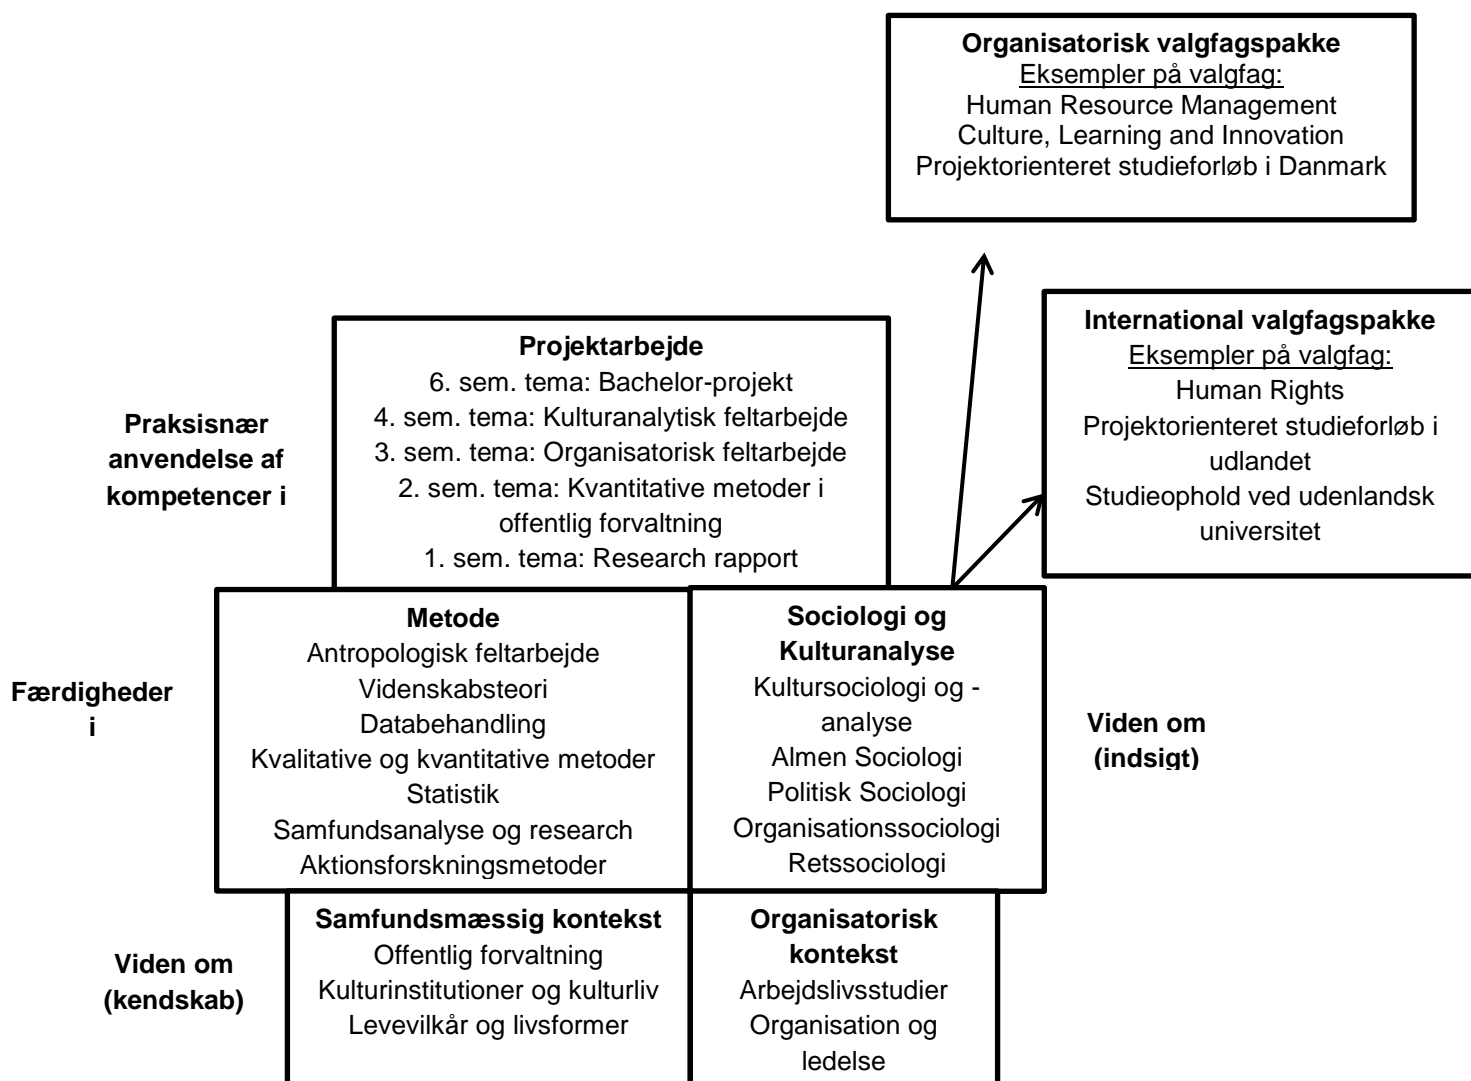 Organisatorisk valgfagspakke
Eksempler på valgfag:
Human Resource Management
Culture, Learning and Innovation
Projektorienteret studieforløb i Danmark
International valgfagspakke
Eksempler på valgfag:
Human Rights
Projektorienteret studieforløb i
udlandet
Studieophold ved udenlandsk
universitet
Praksisnær
anvendelse af
kompetencer i
Projektarbejde
6. sem. tema: Bachelor-projekt
4. sem. tema: Kulturanalytisk feltarbejde
3. sem. tema: Organisatorisk feltarbejde
2. sem. tema: Kvantitative metoder i
offentlig forvaltning
1. sem. tema: Research rapport
Færdigheder
i
Metode
Antropologisk feltarbejde
Videnskabsteori
Databehandling
Kvalitative og kvantitative metoder
Statistik
Samfundsanalyse og research
Aktionsforskningsmetoder
Sociologi og
Kulturanalyse
Kultursociologi og -
analyse
Almen Sociologi
Politisk Sociologi
Organisationssociologi
Retssociologi
Viden om
(indsigt)
Viden om
(kendskab)
Samfundsmæssig kontekst
Offentlig forvaltning
Kulturinstitutioner og kulturliv
Levevilkår og livsformer
Organisatorisk
kontekst
Arbejdslivsstudier
Organisation og
ledelse